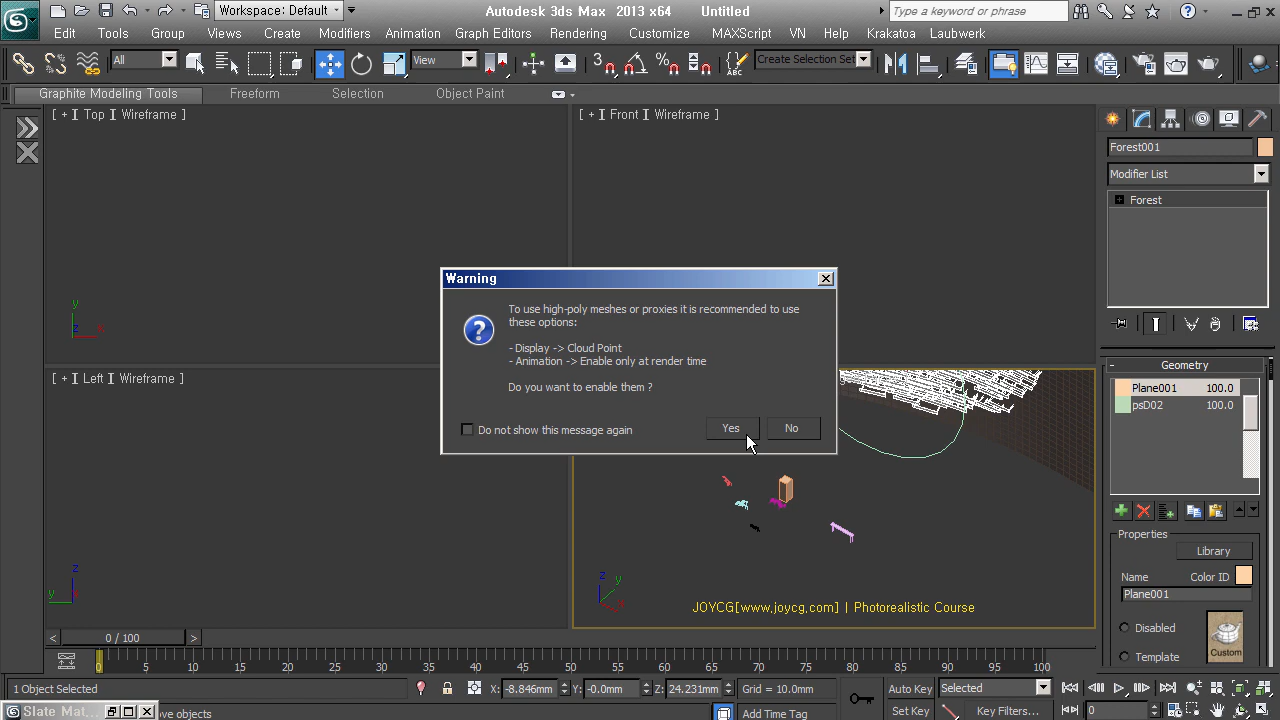 Workspace: Default
Autodesk 3ds Max 2013 x64 Untitled
Type a keyword or phrase
Edit Tools Group Views Create Modifiers Animation Graph Editors Rendering Customize MAXScript VN Help Krakatoa Laubwerk
All
View
3
Create Selection Set
Graphite Modeling Tools Freeform Selection Object Paint
[ + ] Top ] Wireframe ]
[ + ] Front ] Wireframe ]
Forest001
Modifier List
Forest
Warning
To use high-poly meshes or proxies it is recommended to use
these options:
- Display -> Cloud Point
- Animation -> Enable only at render time
Do you want to enable them ?
Do not show this message again
Yes
No
y
z
x
[ + ] Left ] Wireframe ]
z
y
z
y
Geometry
Plane001 100.0
psD02 100.0
Properties
Library
Name Color ID
Plane001
Disabled
Template
Custom
JOYCG[www.joycg.com] | Photorealistic Course
< 0 / 100 >
0 5 10 15 20 25 30 35 40 45 50 55 60 65 70 75 80 85 90 95 100
1 Object Selected
X: -8.846mm Y: -0.0mm Z: 24.231mm Grid = 10.0mm
Auto Key Selected
Slate Mat...
ve objects
Add Time Tag
Set Key
Key Filters...
0